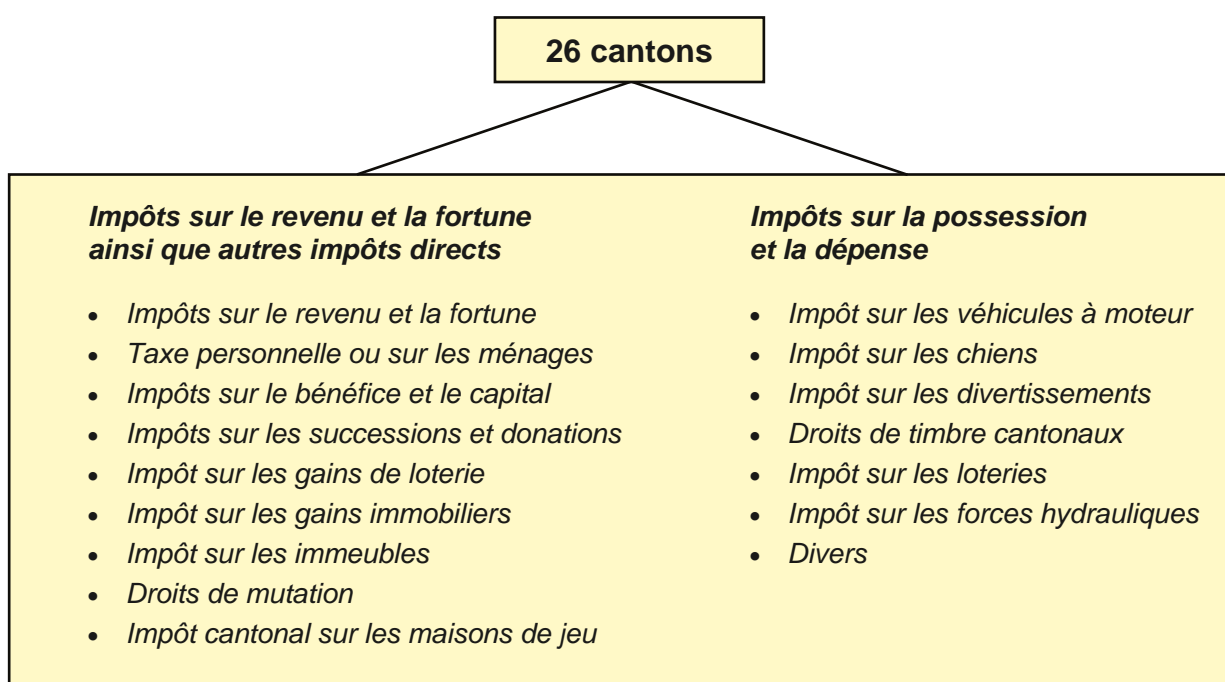 26 cantons
Impôts sur le revenu et la fortune
ainsi que autres impôts directs
• Impôts sur le revenu et la fortune
• Taxe personnelle ou sur les ménages
• Impôts sur le bénéfice et le capital
• Impôts sur les successions et donations
• Impôt sur les gains de loterie
• Impôt sur les gains immobiliers
• Impôt sur les immeubles
• Droits de mutation
• Impôt cantonal sur les maisons de jeu
Impôts sur la possession
et la dépense
• Impôt sur les véhicules à moteur
• Impôt sur les chiens
• Impôt sur les divertissements
• Droits de timbre cantonaux
• Impôt sur les loteries
• Impôt sur les forces hydrauliques
• Divers